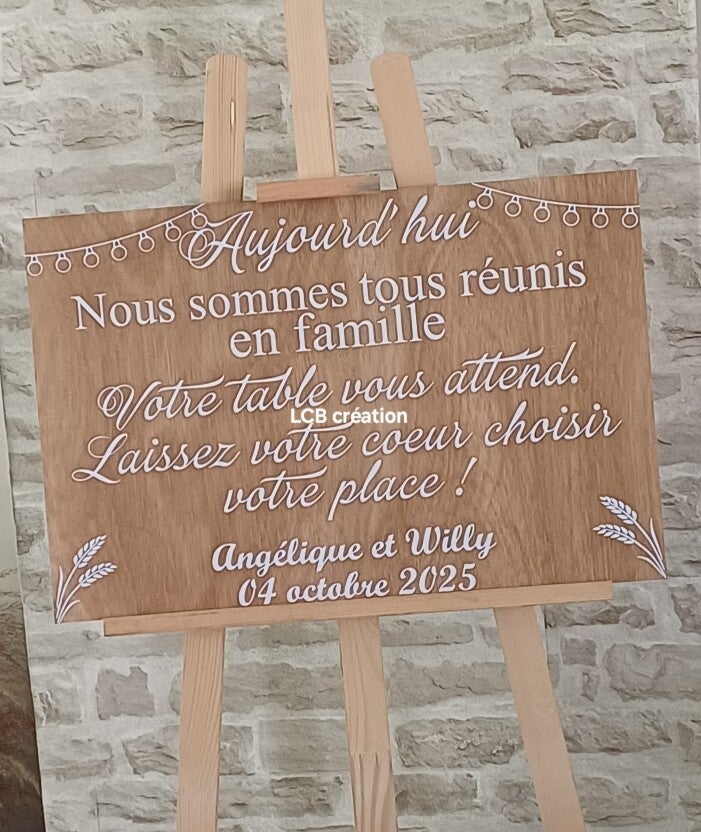 Aujourd'hui
Nous sommes tous réunis
en famille
Votre table vous attend.
LCB création
Laissez votre coeur choisir
votre place !
Angélique et Willy
04 octobre 2025